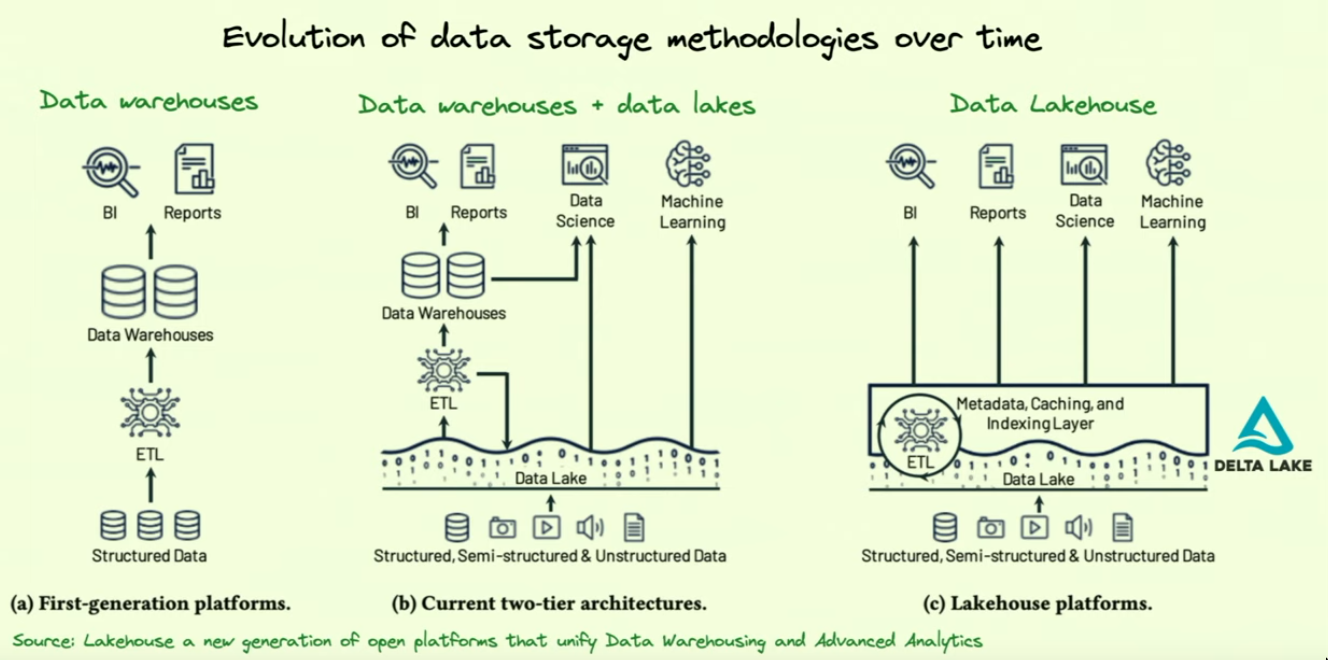 Evolution of data storage methodologies over time
Data warehouses
BI
Reports
Data Warehouses
ETL
Structured Data
(a) First-generation platforms.
Data warehouses + data lakes
BI
Reports
Data
Science
Machine
Learning
Data Warehouses
ETL
Data Lake
Structured, Semi-structured & Unstructured Data
(b) Current two-tier architectures.
Data Lakehouse
BI
Reports
Data
Science
Machine
Learning
Metadata, Caching, and
Indexing Layer
ETL
Data Lake
DELTA LAKE
Structured, Semi-structured & Unstructured Data
(c) Lakehouse platforms.
Source: Lakehouse a new generation of open platforms that unify Data Warehousing and Advanced Analytics